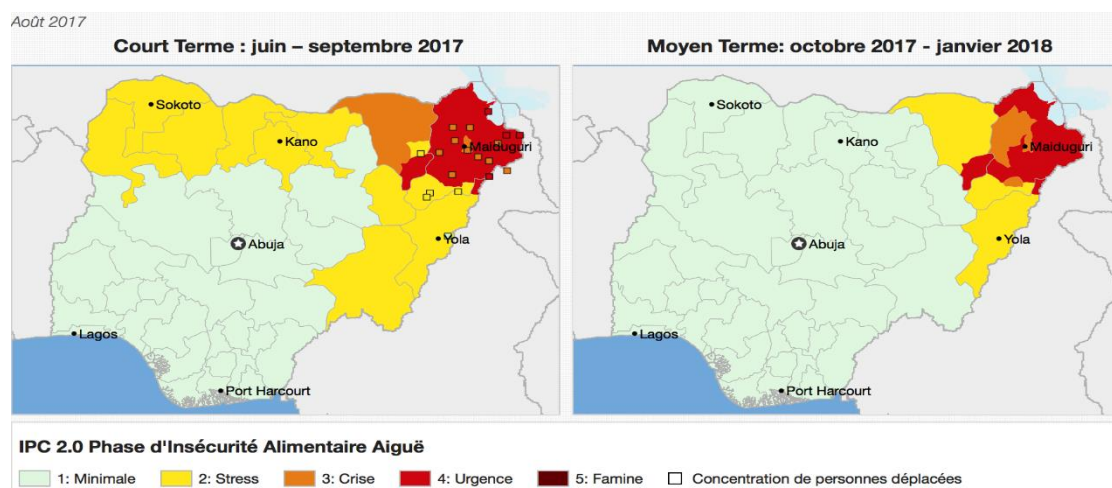 Août 2017
Court Terme : juin – septembre 2017
Moyen Terme: octobre 2017 - janvier 2018
Sokoto
Kano
Maiduguri
Abuja
Yola
Lagos
Port Harcourt
Sokoto
Kano
Maiduguri
Abuja
Yola
Lagos
Port Harcourt
IPC 2.0 Phase d'Insécurité Alimentaire Aiguë
1: Minimale 2: Stress 3: Crise 4: Urgence 5: Famine Concentration de personnes déplacées